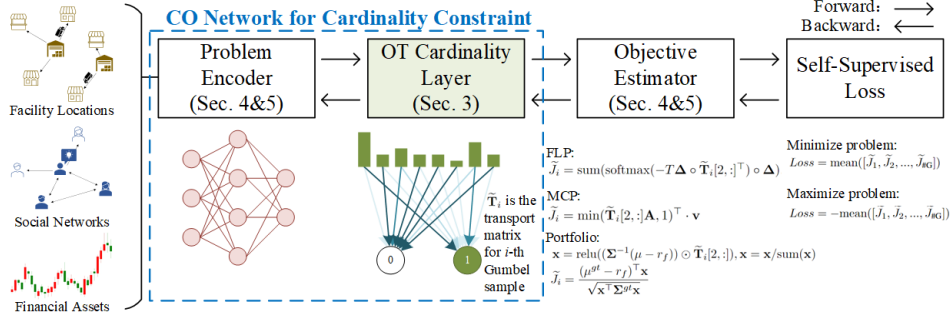 CO Network for Cardinality Constraint
Forward:
Backward:
Problem
Encoder
(Sec. 4&5)
OT Cardinality
Layer
(Sec. 3)
Objective
Estimator
(Sec. 4&5)
Self-Supervised
Loss
Facility Locations
Social Networks
Financial Assets
0
1
T̃ᵢ is the
transport
matrix
for i-th
Gumbel
sample
FLP:
J̃ᵢ = sum(softmax(−TΔ ∘ T̃ᵢ[2, :]ᵀ) ∘ Δ)
MCP:
J̃ᵢ = min(T̃ᵢ[2, :]A, 1)ᵀ · v
Portfolio:
x = relu((Σ⁻¹(μ − r_f)) ⊙ T̃ᵢ[2, :]), x = x/sum(x)
J̃ᵢ = (μ^{gt} − r_f)ᵀx / √(xᵀΣ^{gt}x)
Minimize problem:
Loss = mean([J̃₁, J̃₂, ..., J̃_{#G}])
Maximize problem:
Loss = −mean([J̃₁, J̃₂, ..., J̃_{#G}])